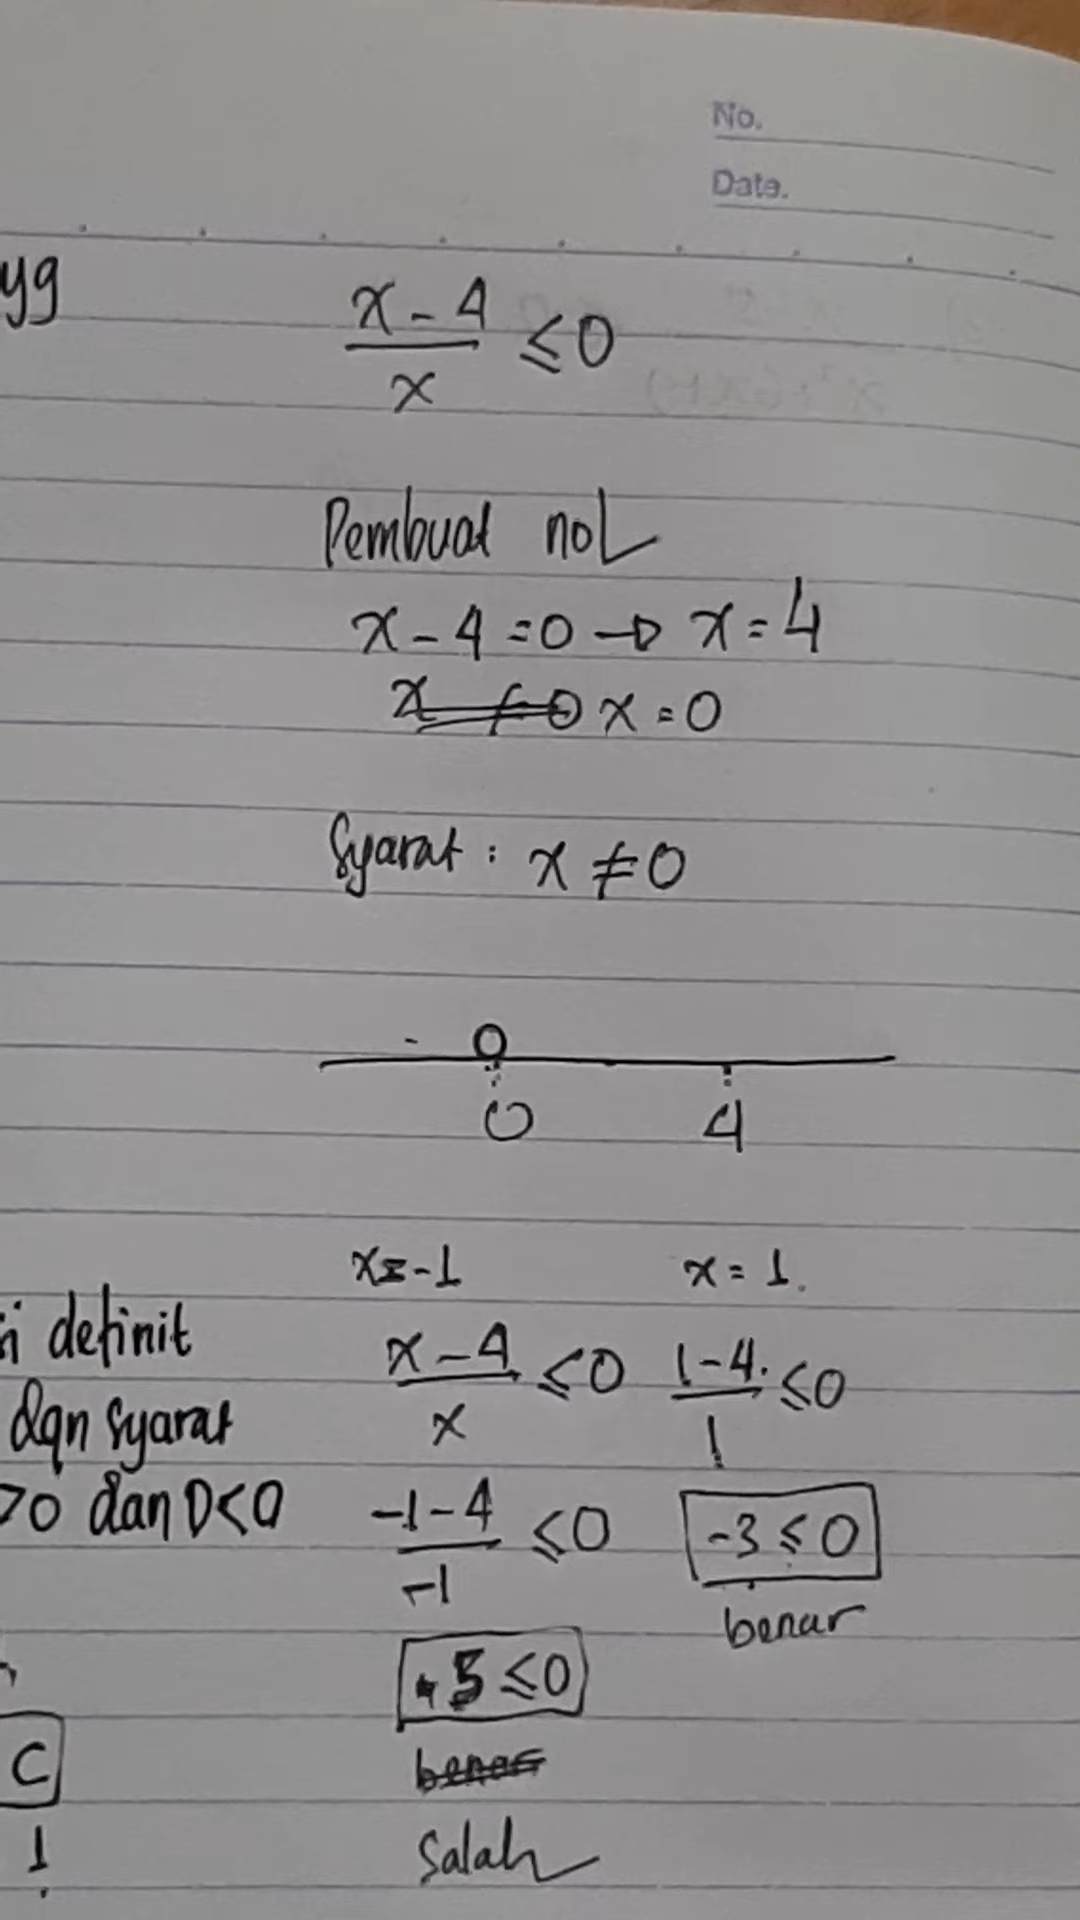 No.
Date.
yg
x - 4
x
≤ 0
Pembuat nol
x - 4 = 0 → x = 4
x ≠ 0 x = 0
Syarat : x ≠ 0
0 4
x = -1
x = 1.
definit
dgn syarat
>0 dan D<0
C
1
x - 4
x
≤ 0
-1 - 4
-1
≤ 0
5 ≤ 0
benar
Salah
1 - 4.
1
≤ 0
-3 ≤ 0
benar